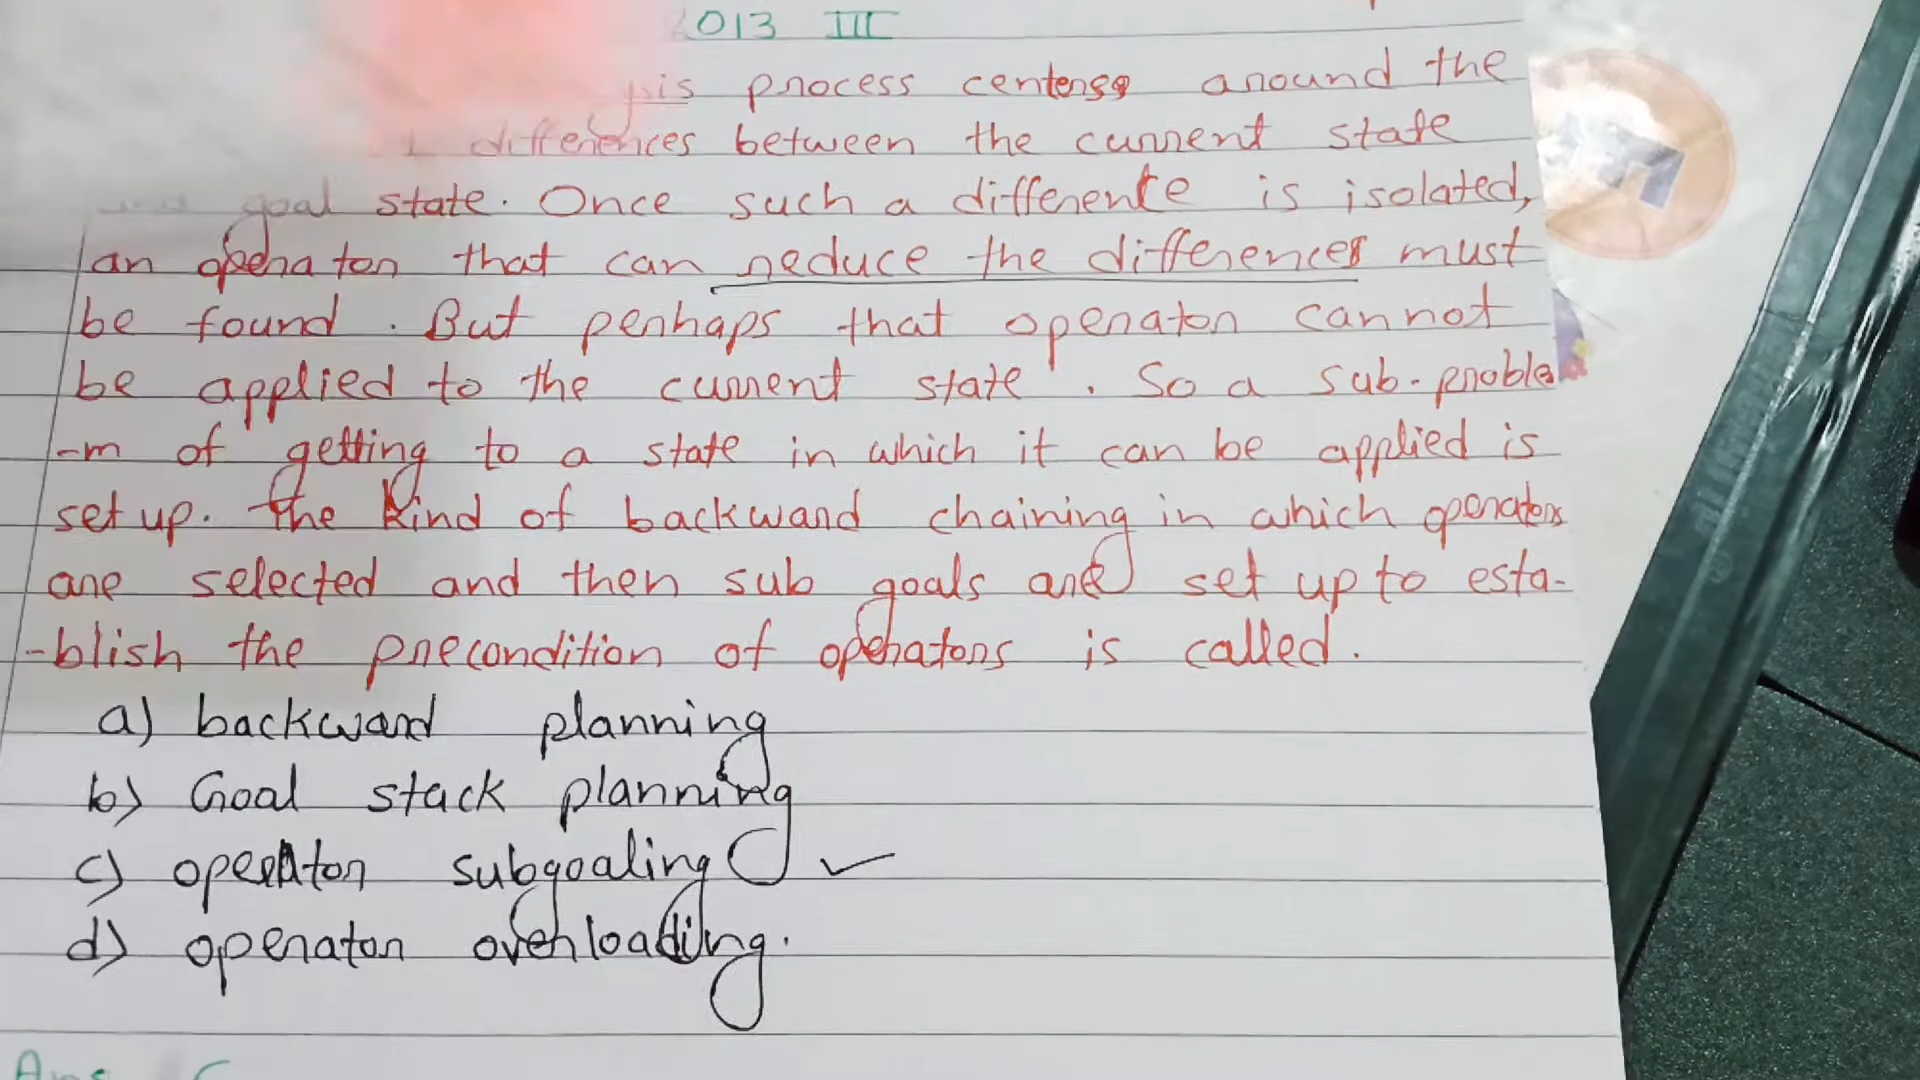 2013 III
process centers around the
differences between the current state
goal state. Once such a differente is isolated,
an operaton that can reduce the differences must
be found. But perhaps that operator cannot
be applied to the current state. So a sub-proble
-m of getting to a state in which it can be applied is
set up. The kind of backward chaining in which operators
are selected and then sub goals are set up to esta-
-blish the precondition of operators is called.
a) backward planning
b) Goal stack planning
c) operator subgoaling ✓
d) operator overloading.